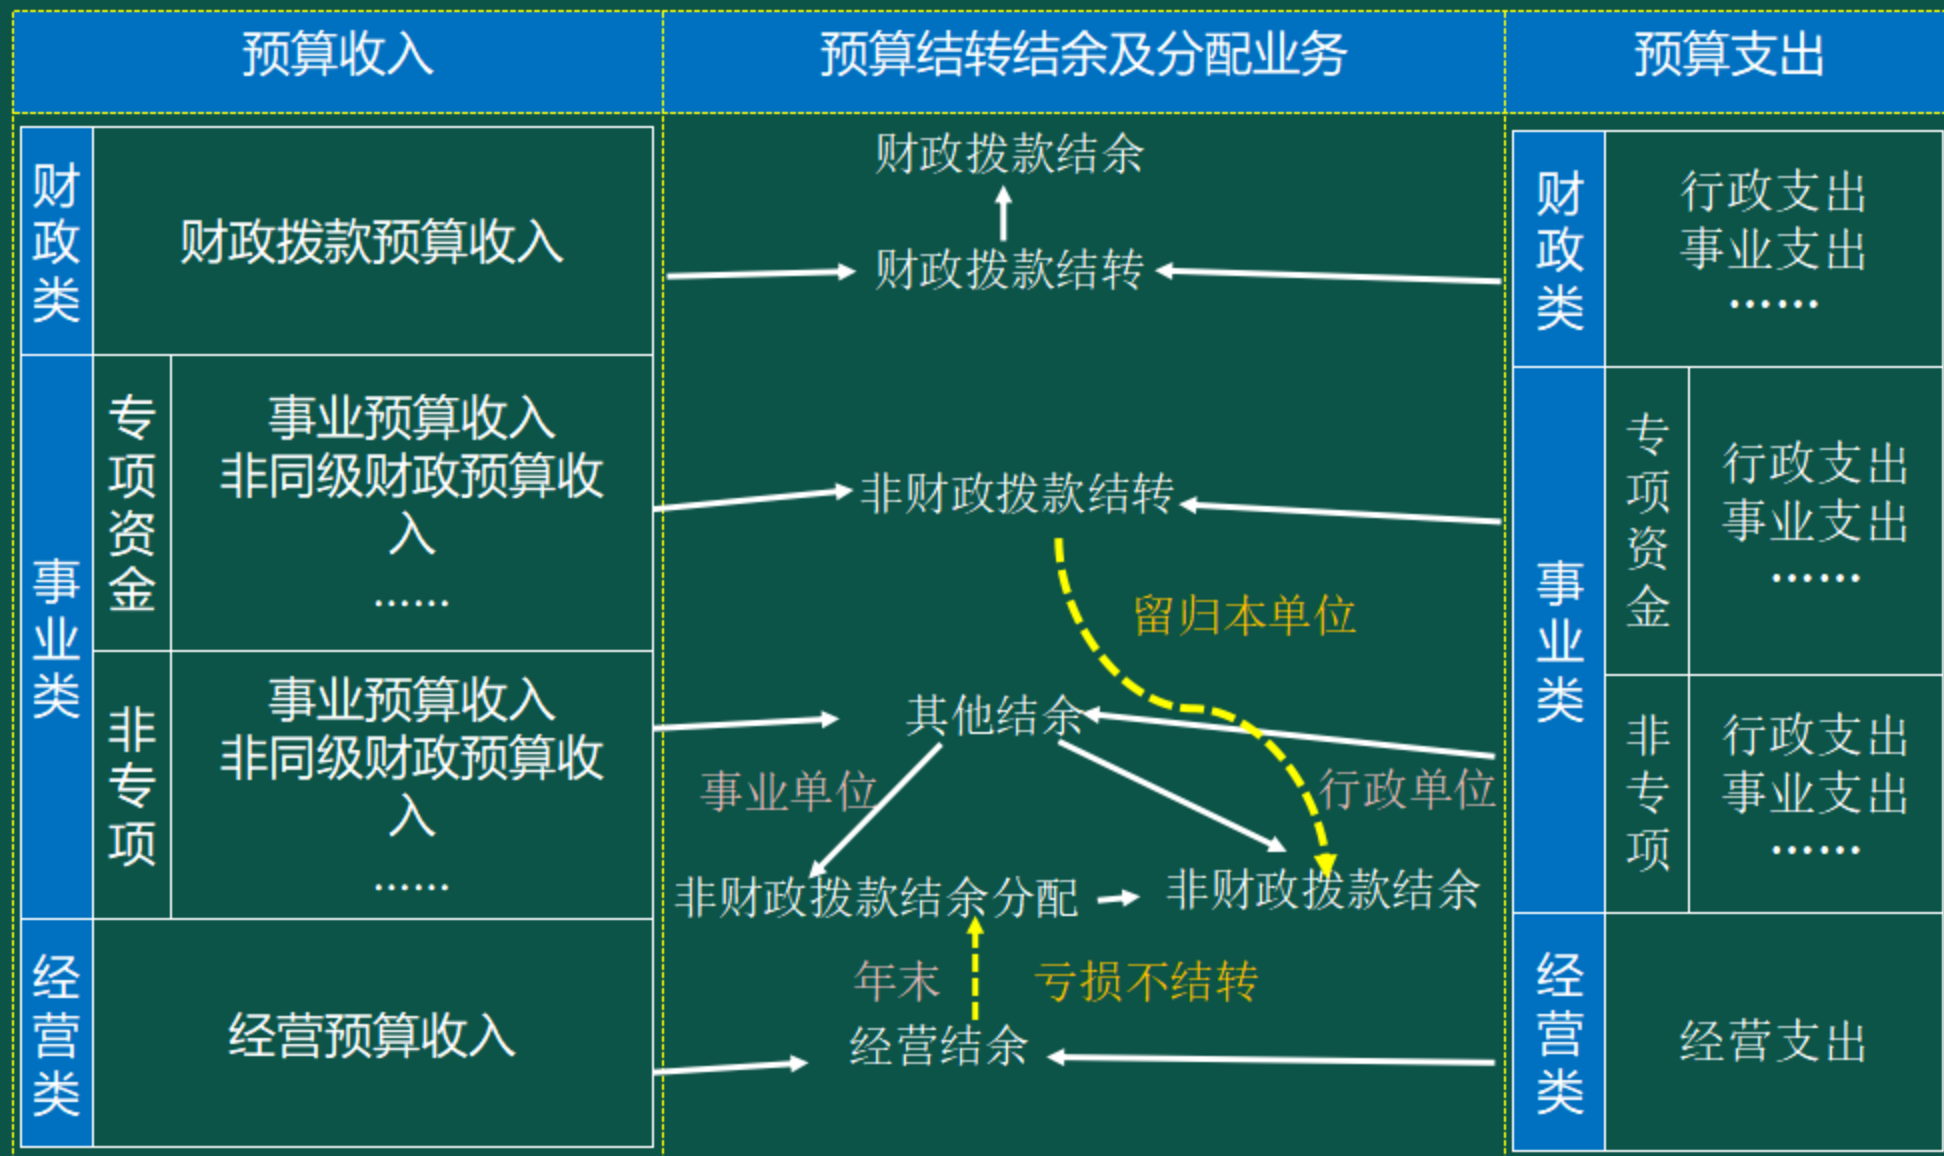 预算收入
预算结转结余及分配业务
预算支出
财政类
财政拨款预算收入
事业类
专项资金
事业预算收入
非同级财政预算收
入
……
非专项
事业预算收入
非同级财政预算收
入
……
经营类
经营预算收入
财政拨款结余
财政拨款结转
非财政拨款结转
留归本单位
其他结余
事业单位
行政单位
非财政拨款结余分配
非财政拨款结余
年末
亏损不结转
经营结余
财政类
行政支出
事业支出
……
事业类
专项资金
行政支出
事业支出
……
非专项
行政支出
事业支出
……
经营类
经营支出